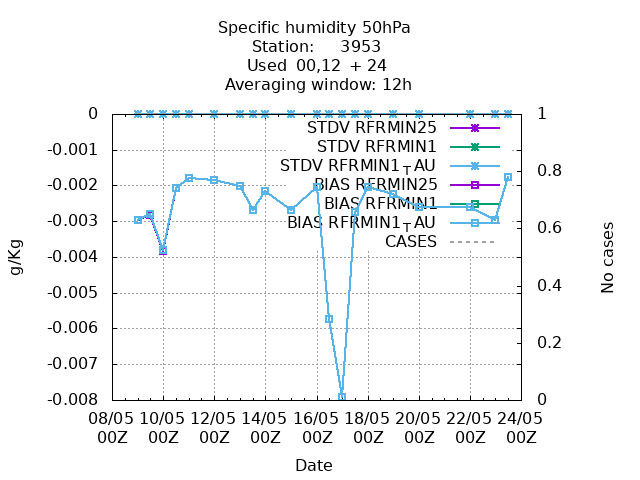 Specific humidity 50hPa
Station: 3953
Used 00,12 + 24
Averaging window: 12h
0
-0.001
-0.002
-0.003
-0.004
-0.005
-0.006
-0.007
-0.008
g/Kg
1
0.8
0.6
0.4
0.2
0
No cases
STDV RFRMIN25
STDV RFRMIN1
STDV RFRMIN1┬AU
BIAS RFRMIN25
BIAS RFRMIN1
BIAS RFRMIN1┬AU
CASES
08/05 10/05 12/05 14/05 16/05 18/05 20/05 22/05 24/05
00Z 00Z 00Z 00Z 00Z 00Z 00Z 00Z 00Z
Date